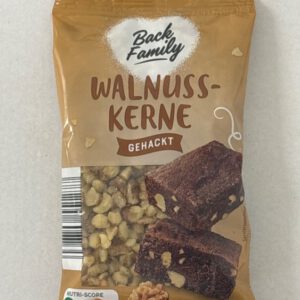 Back
Family
WALNUSS-
KERNE
GEHACKT
NUTRI-SCORE